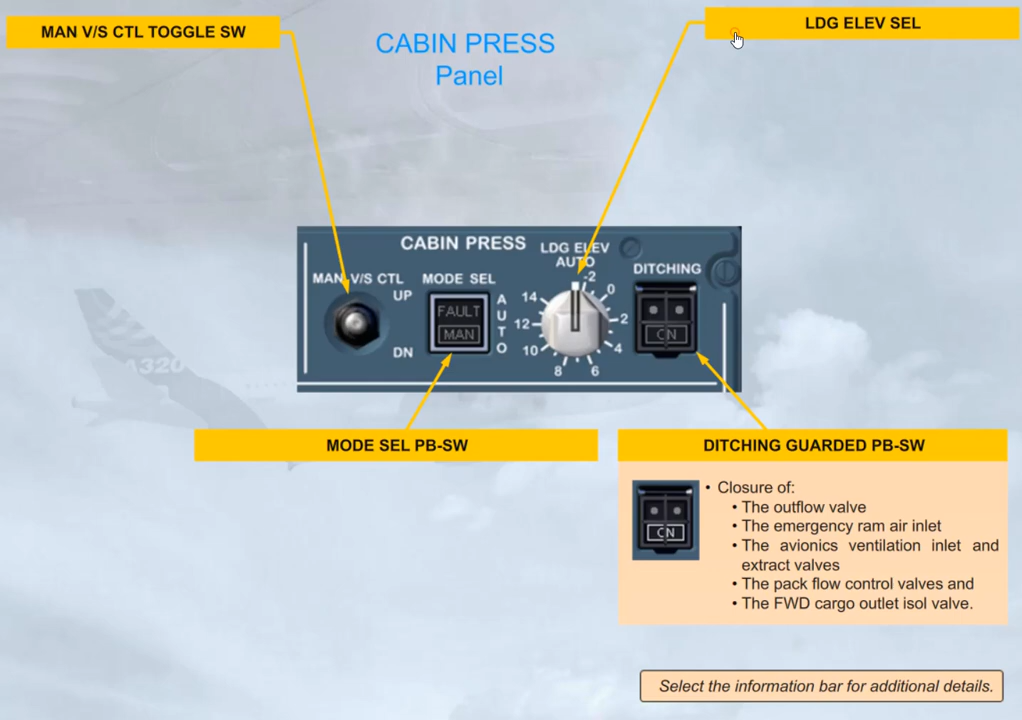 MAN V/S CTL TOGGLE SW
CABIN PRESS
Panel
LDG ELEV SEL
CABIN PRESS
LDG ELEV
AUTO
DITCHING
MAN V/S CTL
MODE SEL
UP
DN
FAULT
MAN
AUTO
-2
0
2
4
6
8
10
12
14
ON
A320
MODE SEL PB-SW
DITCHING GUARDED PB-SW
ON
• Closure of:
• The outflow valve
• The emergency ram air inlet
• The avionics ventilation inlet and
extract valves
• The pack flow control valves and
• The FWD cargo outlet isol valve.
Select the information bar for additional details.